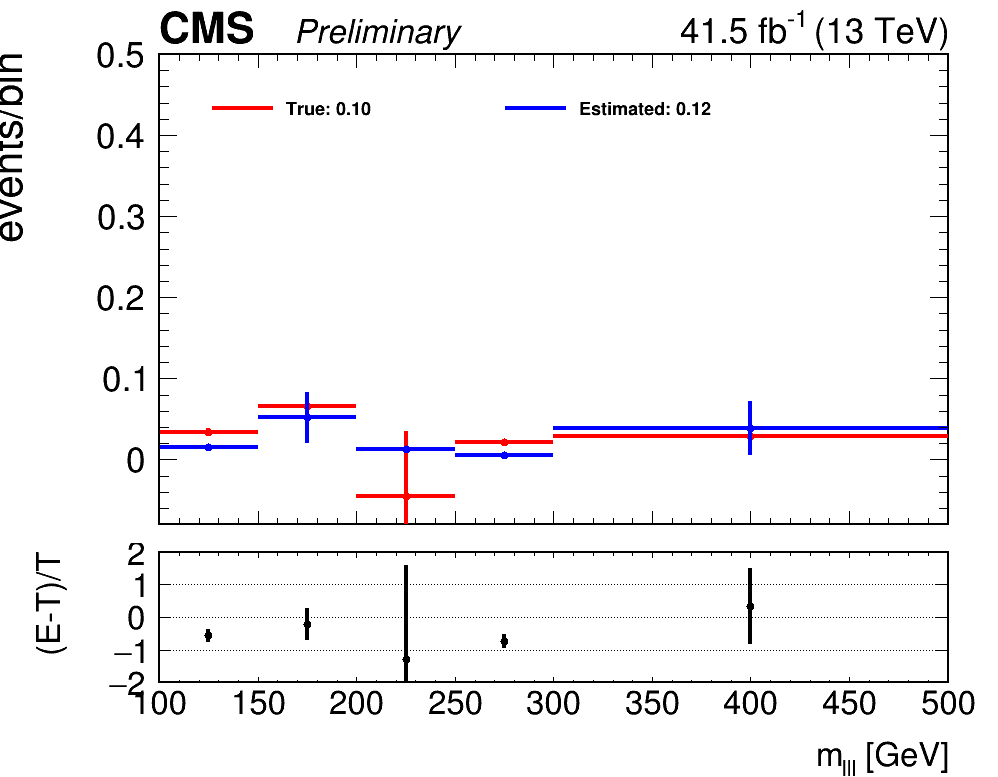 CMS Preliminary 41.5 fb⁻¹ (13 TeV)
events/bin
0.5
True: 0.10 Estimated: 0.12
0.4
0.3
0.2
0.1
0
(E-T)/T
2
1
0
−1
−2
100 150 200 250 300 350 400 450 500
m_lll [GeV]